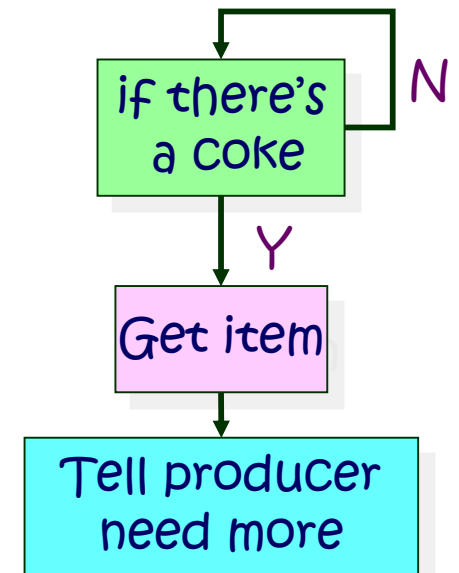 if there's
a coke
N
Y
Get item
Tell producer
need more